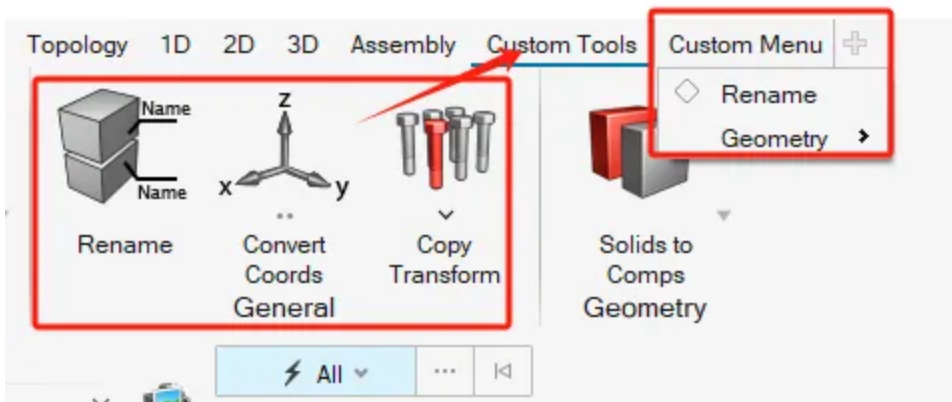 Topology 1D 2D 3D Assembly Custom Tools Custom Menu
Rename
Geometry
Name
Name
z
x y
Rename
Convert Coords
Copy Transform
General
Solids to Comps
Geometry
All